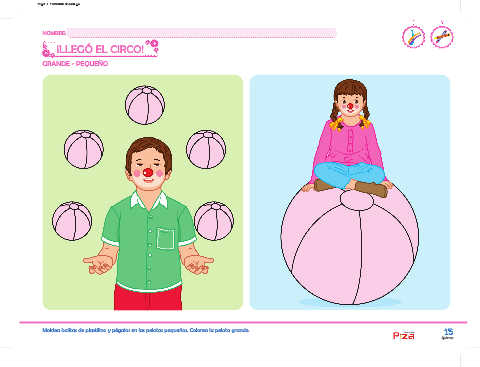 NOMBRE:
¡LLEGÓ EL CIRCO!
GRANDE - PEQUEÑO
Moldea bolitas de plastilina y pégalas en las pelotas pequeñas. Colorea la pelota grande.
Pizá
15